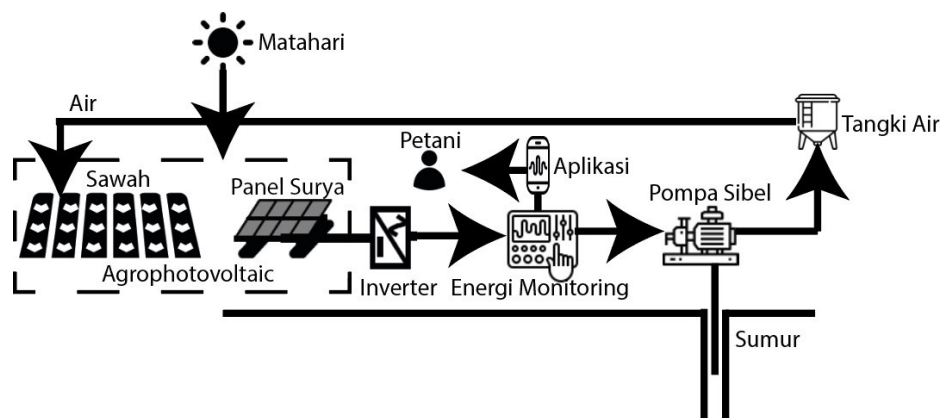 Matahari
Air
Tangki Air
Petani
Aplikasi
Sawah
Panel Surya
Pompa Sibel
Agrophotovoltaic
Inverter
Energi Monitoring
Sumur